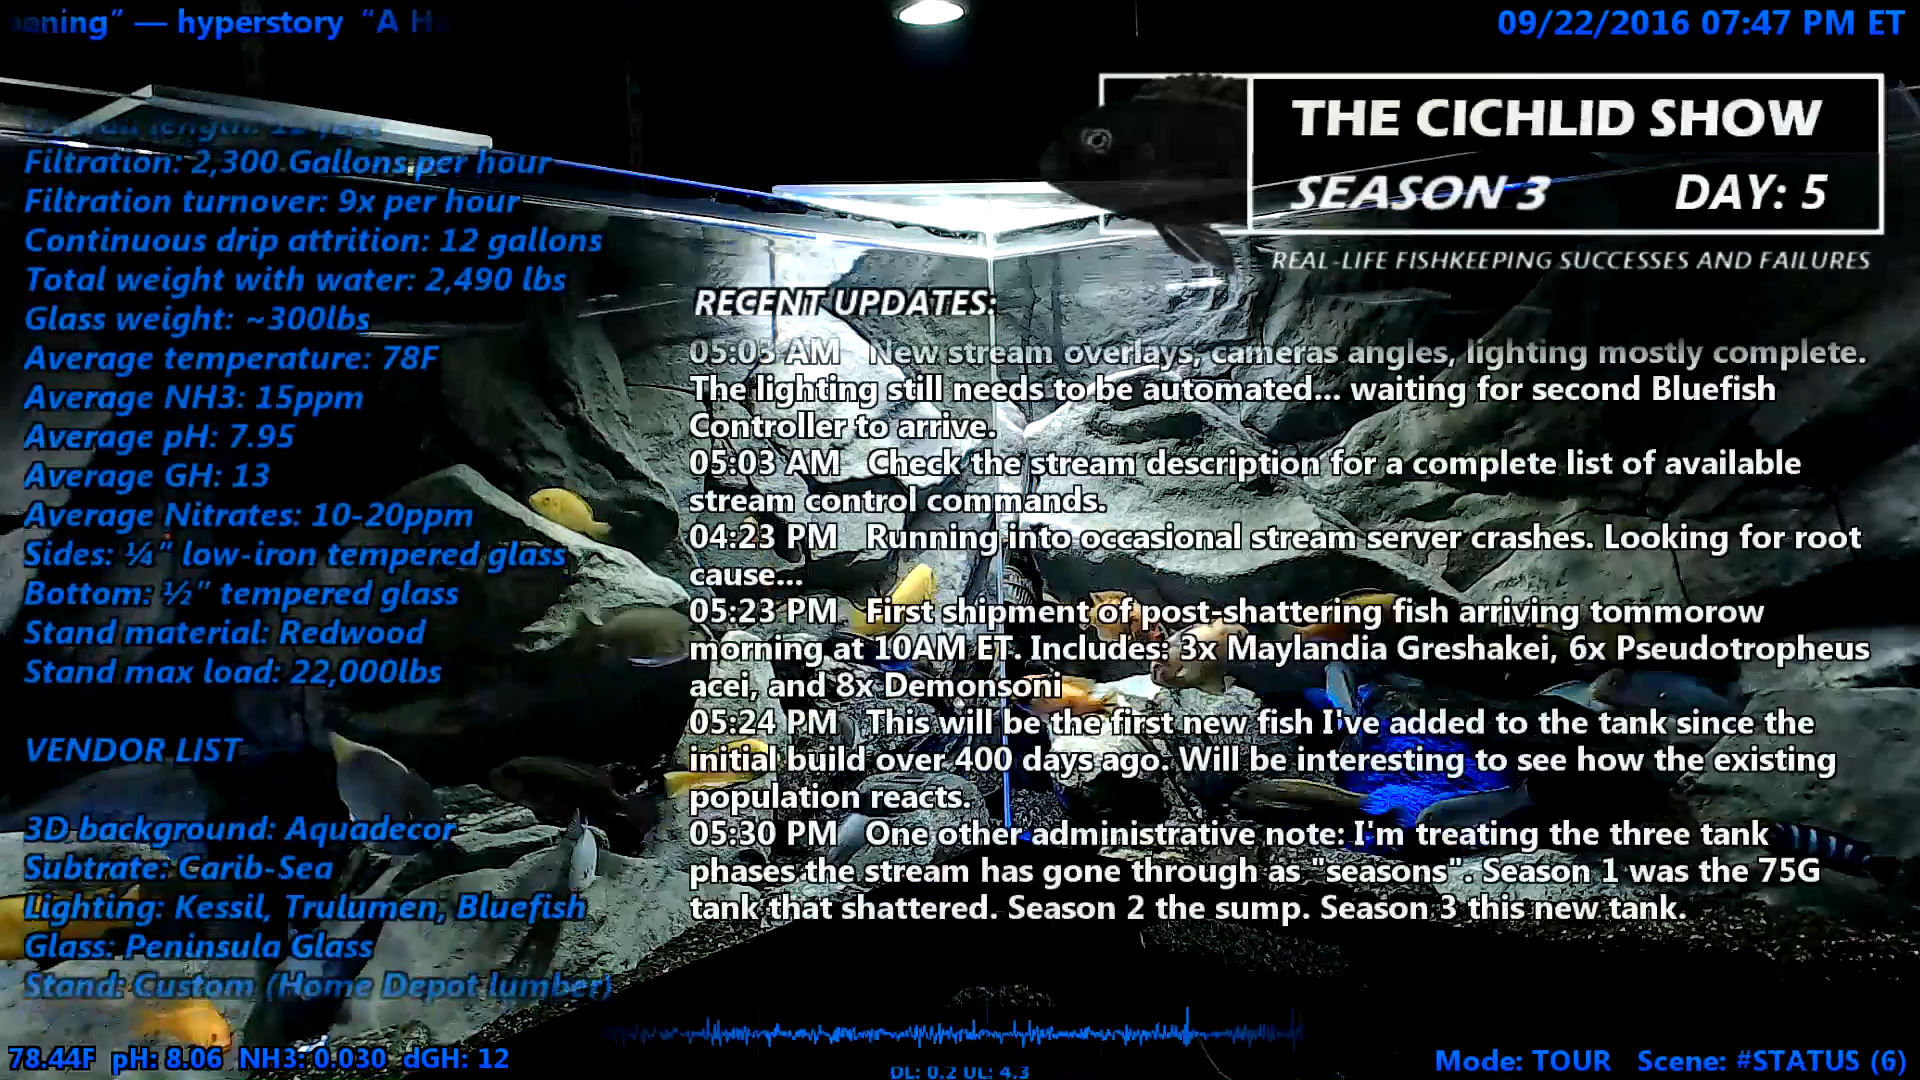 ening” — hyperstory “A H
09/22/2016 07:47 PM ET
THE CICHLID SHOW
SEASON 3 DAY: 5
REAL-LIFE FISHKEEPING SUCCESSES AND FAILURES
Overall length: 12 feet
Filtration: 2,300 Gallons per hour
Filtration turnover: 9x per hour
Continuous drip attrition: 12 gallons
Total weight with water: 2,490 lbs
Glass weight: ~300lbs
Average temperature: 78F
Average NH3: 15ppm
Average pH: 7.95
Average GH: 13
Average Nitrates: 10-20ppm
Sides: ¼” low-iron tempered glass
Bottom: ½” tempered glass
Stand material: Redwood
Stand max load: 22,000lbs
VENDOR LIST
3D background: Aquadecor
Subtrate: Carib-Sea
Lighting: Kessil, Trulumen, Bluefish
Glass: Peninsula Glass
Stand: Custom (Home Depot lumber)
RECENT UPDATES:
05:03 AM New stream overlays, cameras angles, lighting mostly complete.
The lighting still needs to be automated... waiting for second Bluefish
Controller to arrive.
05:03 AM Check the stream description for a complete list of available
stream control commands.
04:23 PM Running into occasional stream server crashes. Looking for root
cause...
05:23 PM First shipment of post-shattering fish arriving tommorow
morning at 10AM ET. Includes: 3x Maylandia Greshakei, 6x Pseudotropheus
acei, and 8x Demonsoni
05:24 PM This will be the first new fish I've added to the tank since the
initial build over 400 days ago. Will be interesting to see how the existing
population reacts.
05:30 PM One other administrative note: I'm treating the three tank
phases the stream has gone through as "seasons". Season 1 was the 75G
tank that shattered. Season 2 the sump. Season 3 this new tank.
78.44F pH: 8.06 NH3: 0.030 dGH: 12
DL: 0.2 UL: 4.3
Mode: TOUR Scene: #STATUS (6)